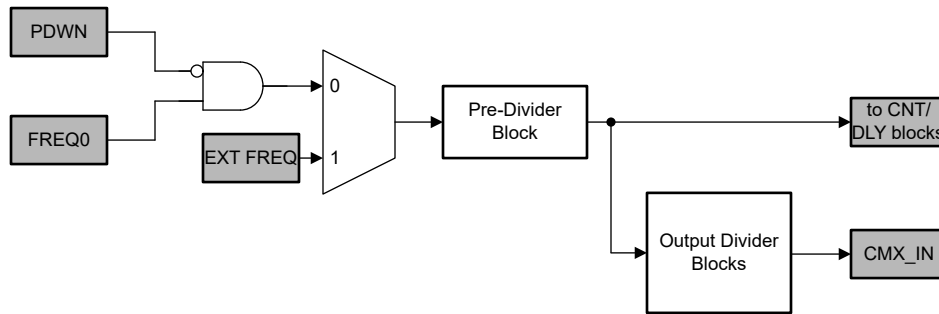 PDWN
FREQ0
0
EXT FREQ
1
Pre-Divider
Block
to CNT/
DLY blocks
Output Divider
Blocks
CMX_IN